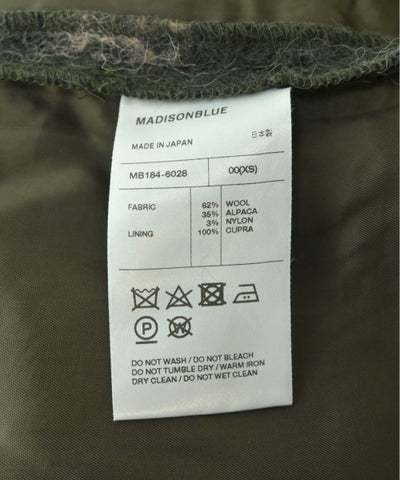 MADISONBLUE
MADE IN JAPAN 日本製
MB184-6028 00(XS)
FABRIC 62% WOOL
35% ALPACA
3% NYLON
LINING 100% CUPRA
P W
DO NOT WASH / DO NOT BLEACH
DO NOT TUMBLE DRY / WARM IRON
DRY CLEAN / DO NOT WET CLEAN